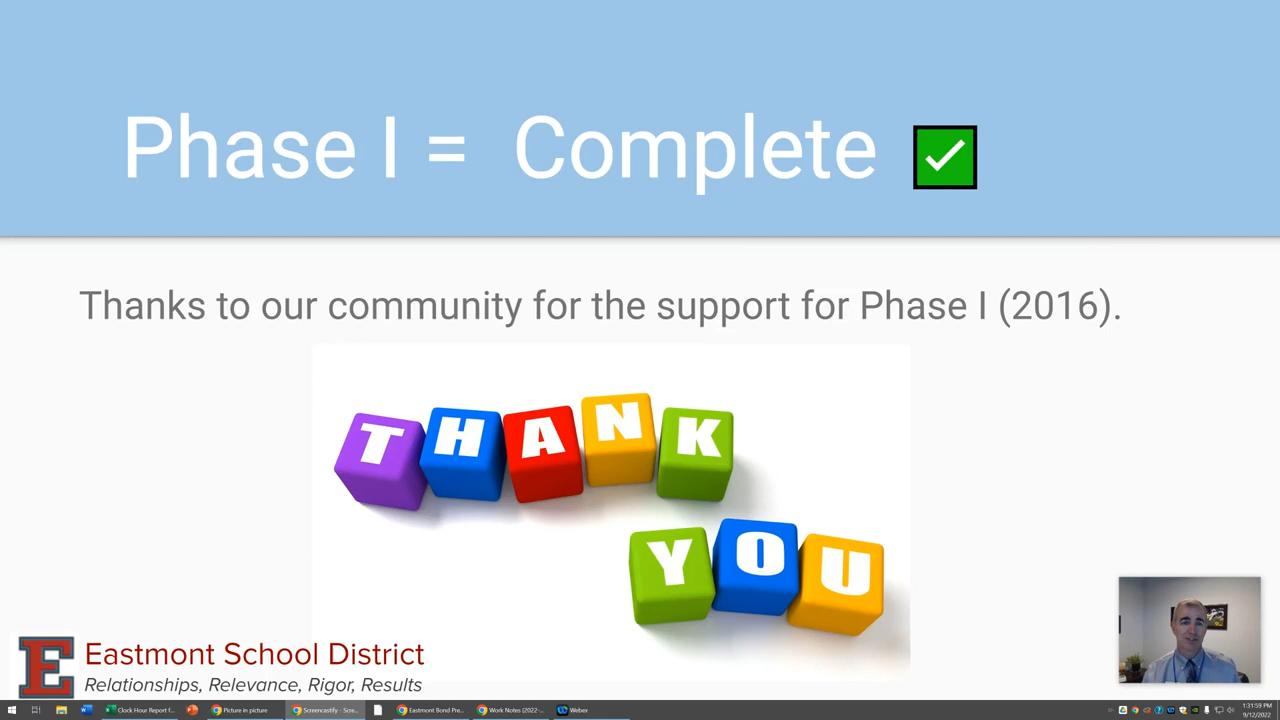 Phase I = Complete
Thanks to our community for the support for Phase I (2016).
THANK
YOU
E
Eastmont School District
Relationships, Relevance, Rigor, Results
Clock Hour Report f...
Picture in picture
Screencastify - Scre...
Eastmont Bond Pre...
Work Notes (2022-...
Weber
1:31:59 PM
9/12/2022